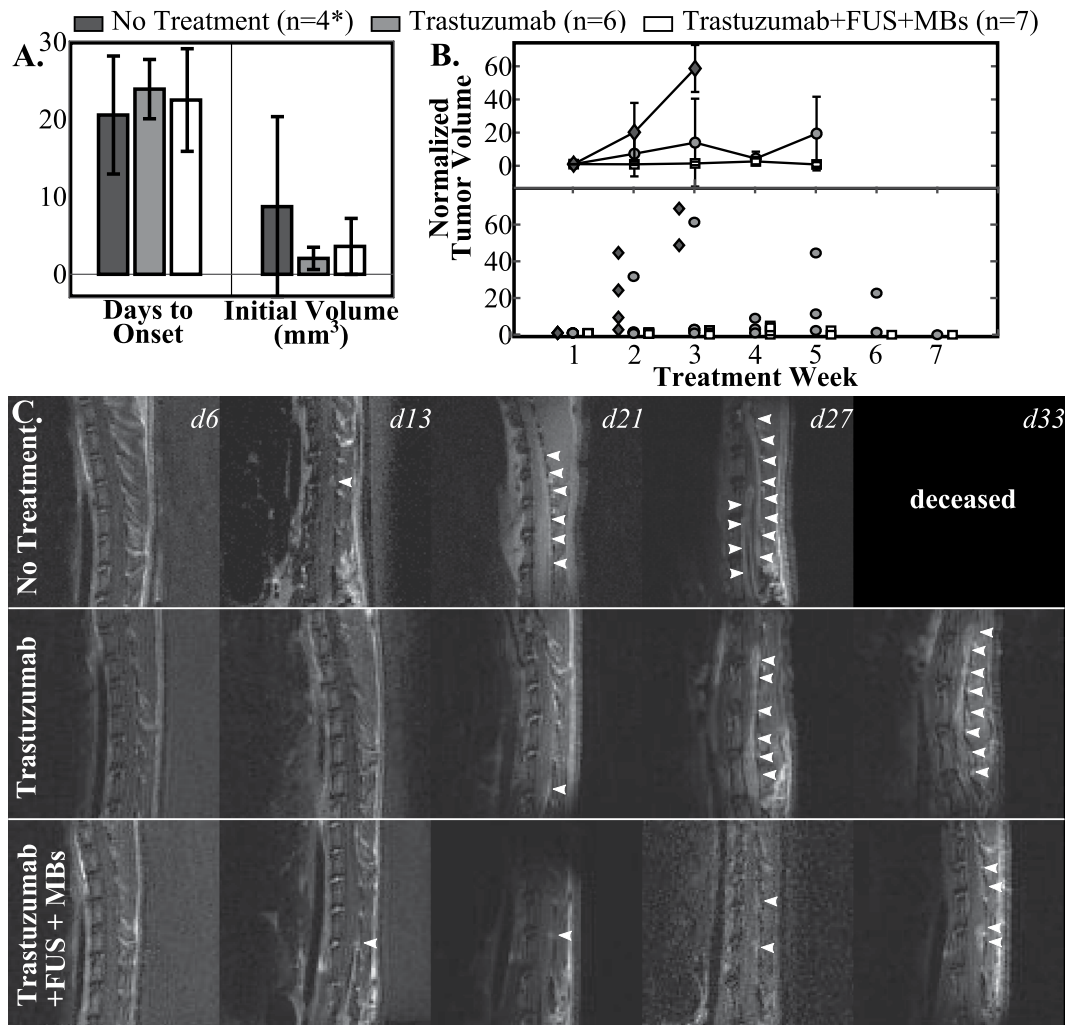 No Treatment (n=4*) Trastuzumab (n=6) Trastuzumab+FUS+MBs (n=7)
A.
30
20
10
0
Days to
Onset
Initial Volume
(mm³)
B.
Normalized
Tumor Volume
60
40
20
0
60
40
20
0
1 2 3 4 5 6 7
Treatment Week
C.
d6 d13 d21 d27 d33
No Treatment
deceased
Trastuzumab
Trastuzumab
+FUS + MBs